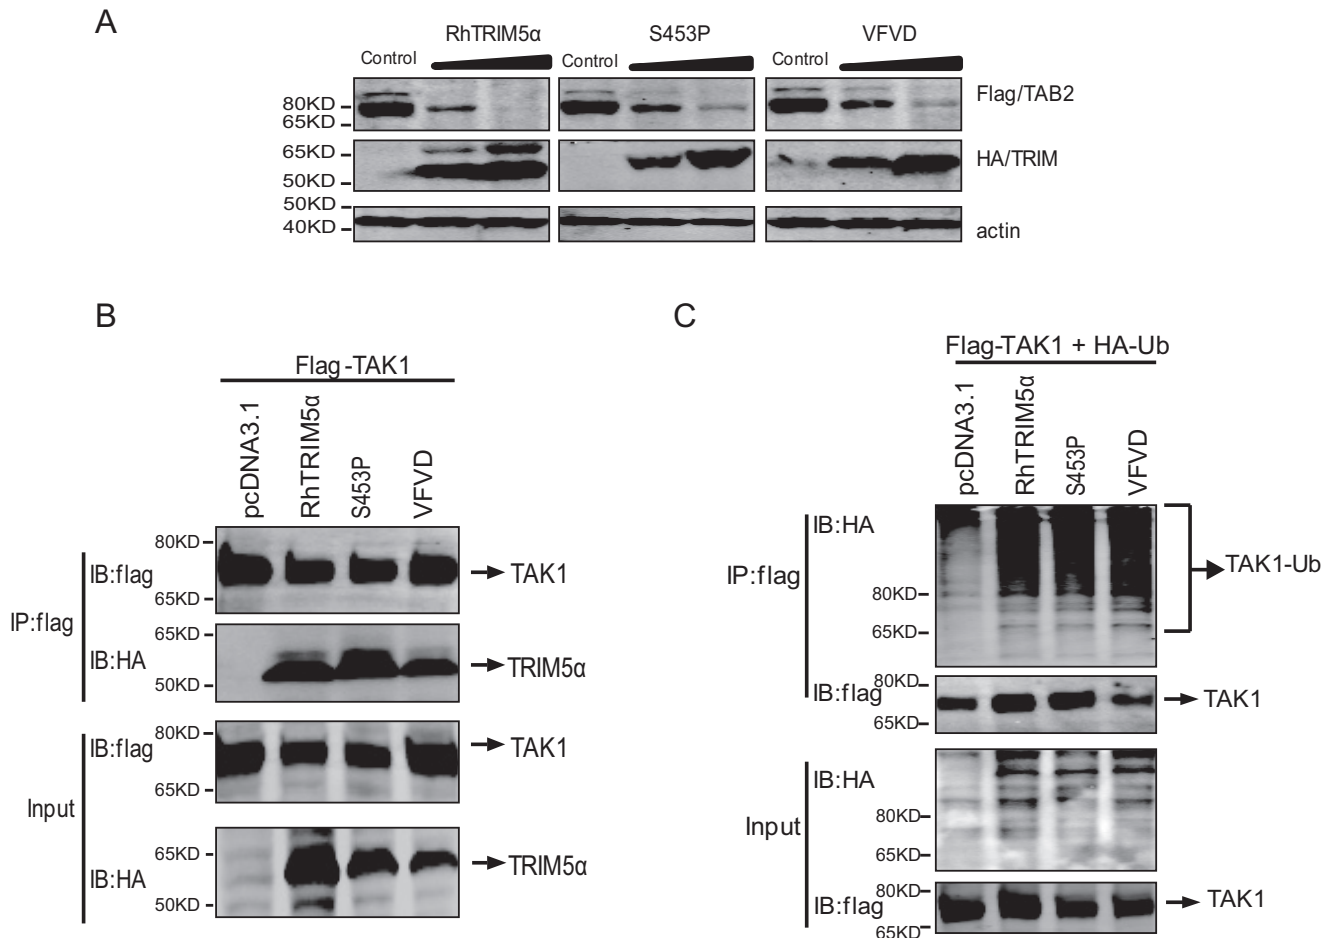 A
RhTRIM5α S453P VFVD
Control Control Control
80KD
65KD
Flag/TAB2
65KD
50KD
HA/TRIM
50KD
40KD
actin
B
Flag-TAK1
pcDNA3.1 RhTRIM5α S453P VFVD
IP:flag
IB:flag
80KD
65KD
TAK1
IB:HA
65KD
50KD
TRIM5α
Input
IB:flag
80KD
65KD
TAK1
IB:HA
65KD
50KD
TRIM5α
C
Flag-TAK1 + HA-Ub
pcDNA3.1 RhTRIM5α S453P VFVD
IP:flag
IB:HA
80KD
65KD
TAK1-Ub
IB:flag
80KD
65KD
TAK1
Input
IB:HA
80KD
65KD
IB:flag
80KD
65KD
TAK1